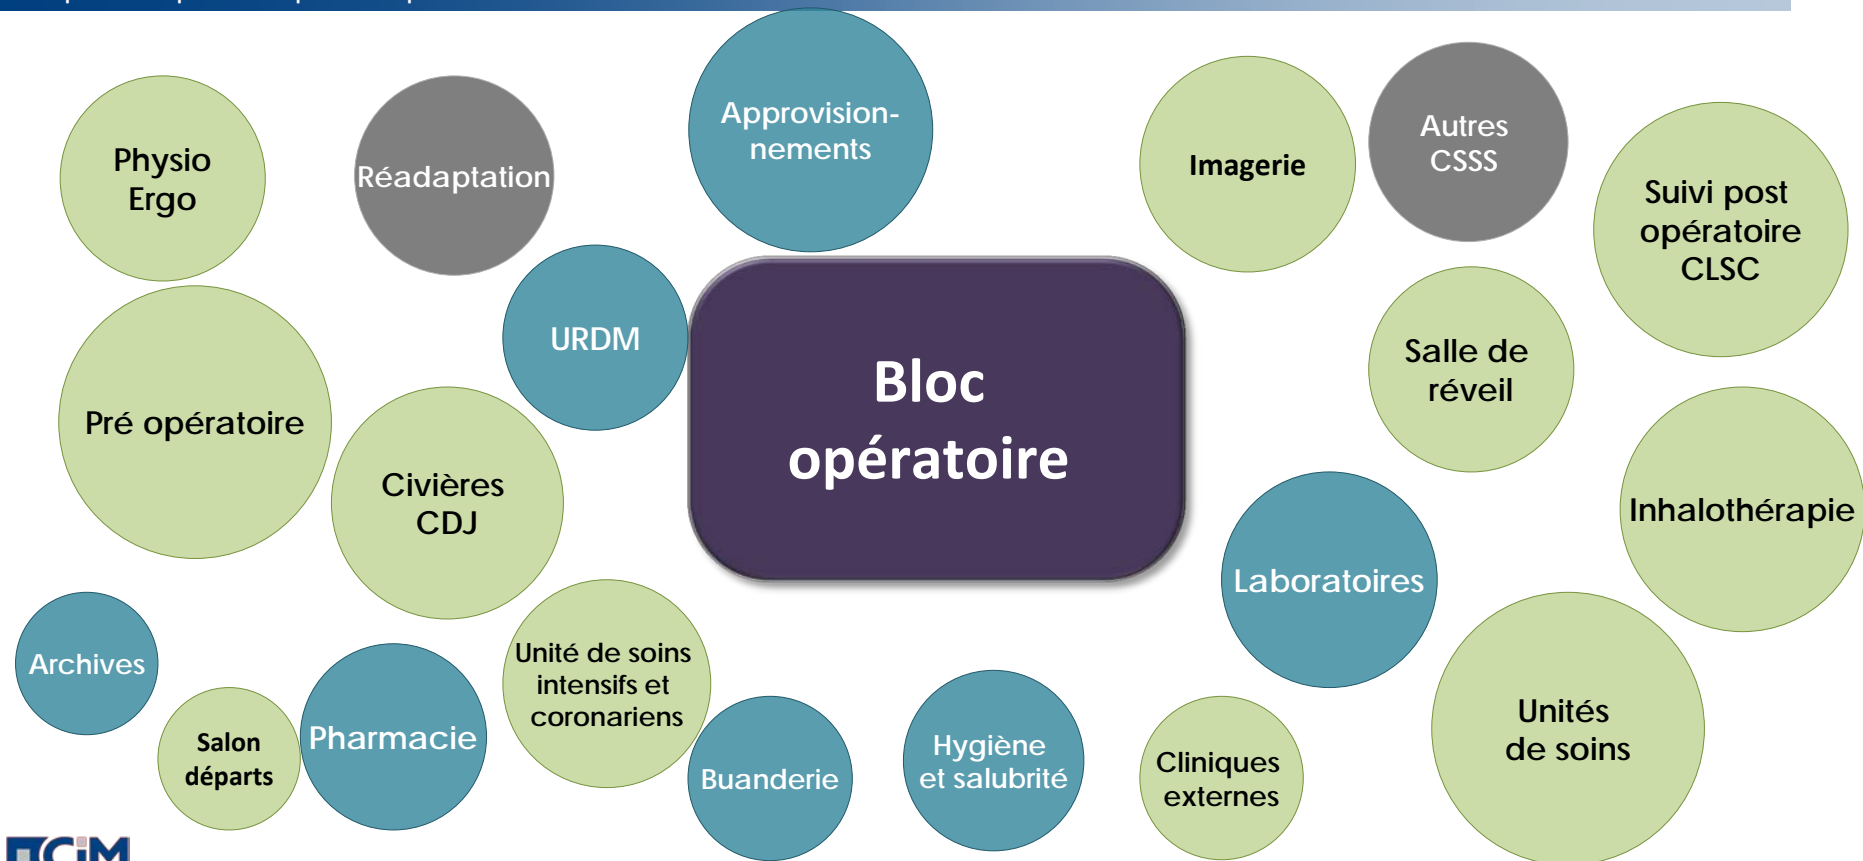 Approvision-
nements
Physio
Ergo
Réadaptation
Imagerie
Autres
CSSS
Suivi post
opératoire
CLSC
URDM
Bloc
opératoire
Salle de
réveil
Pré opératoire
Civières
CDJ
Inhalothérapie
Laboratoires
Archives
Unité de soins
intensifs et
coronariens
Salon
départs
Pharmacie
Buanderie
Hygiène
et salubrité
Cliniques
externes
Unités
de soins
CiM